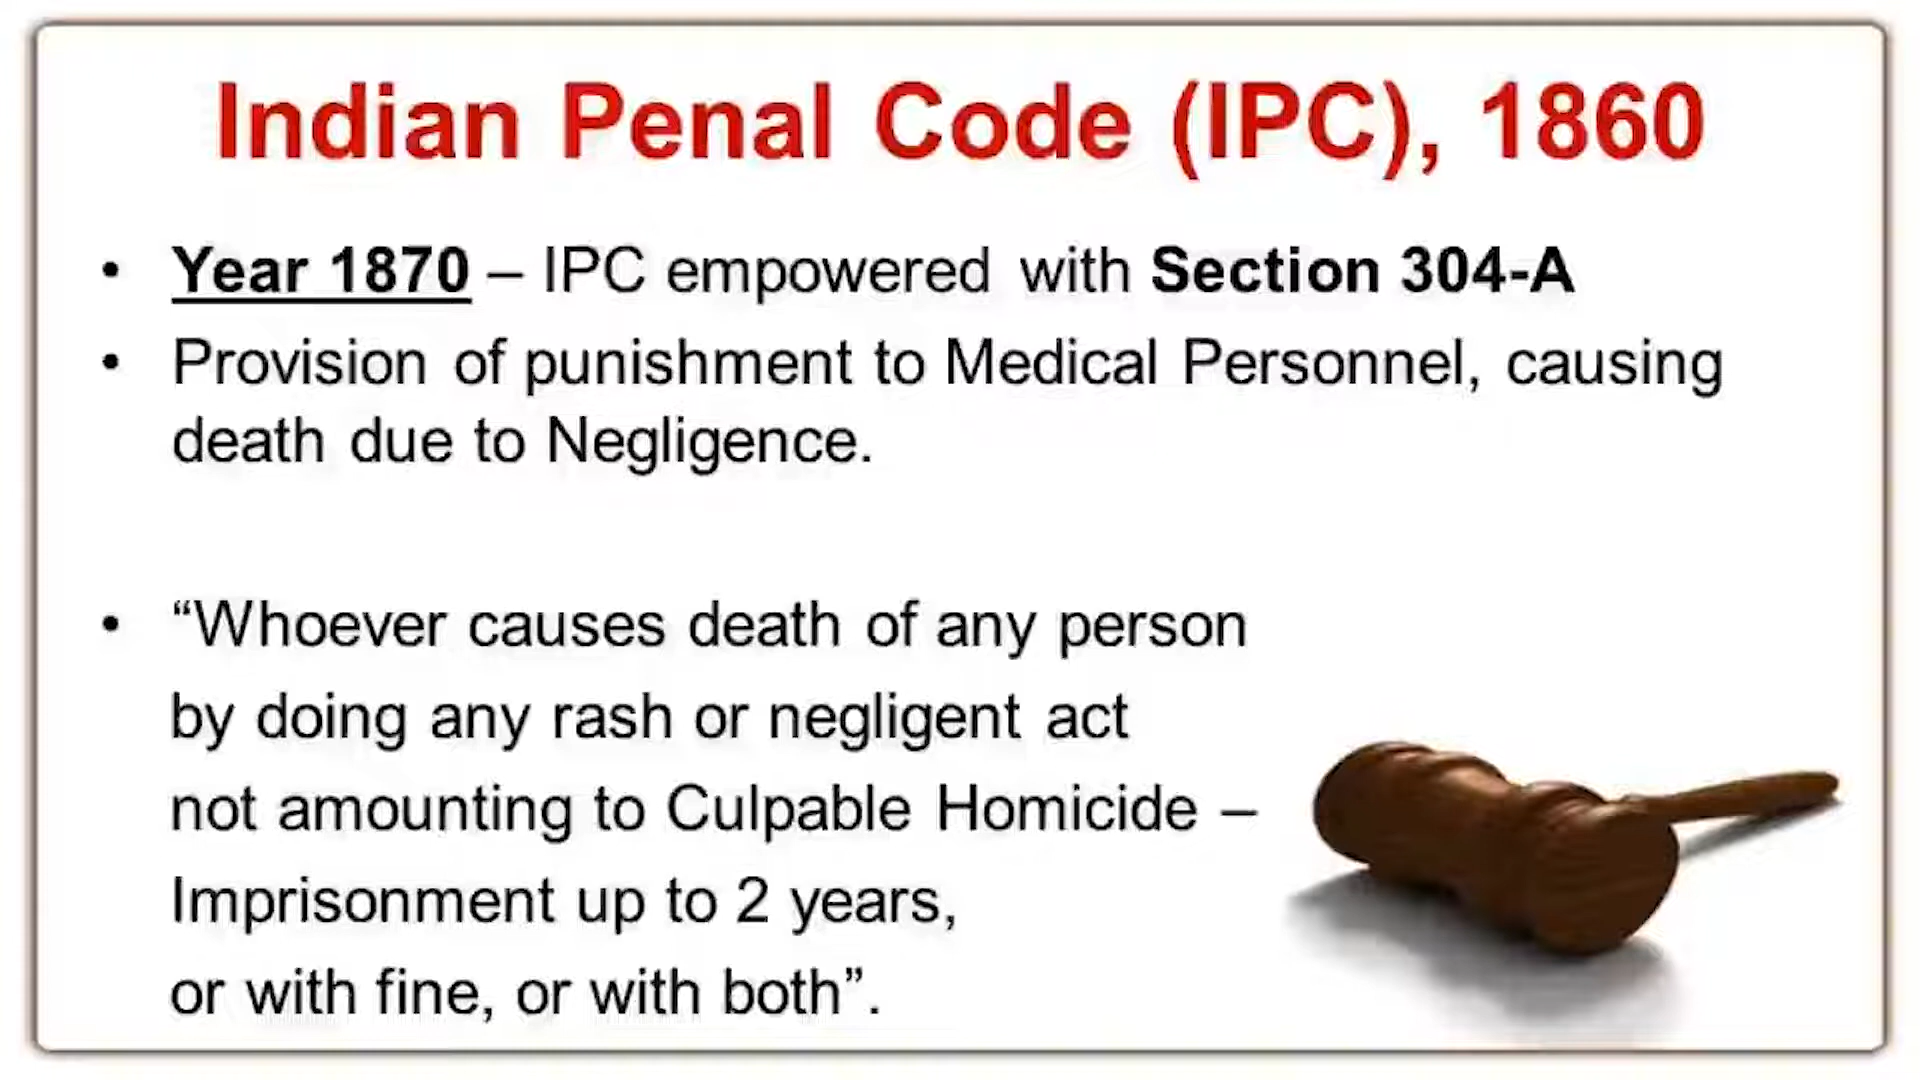 Indian Penal Code (IPC), 1860
• Year 1870 – IPC empowered with Section 304-A
• Provision of punishment to Medical Personnel, causing
death due to Negligence.
• “Whoever causes death of any person
by doing any rash or negligent act
not amounting to Culpable Homicide –
Imprisonment up to 2 years,
or with fine, or with both”.